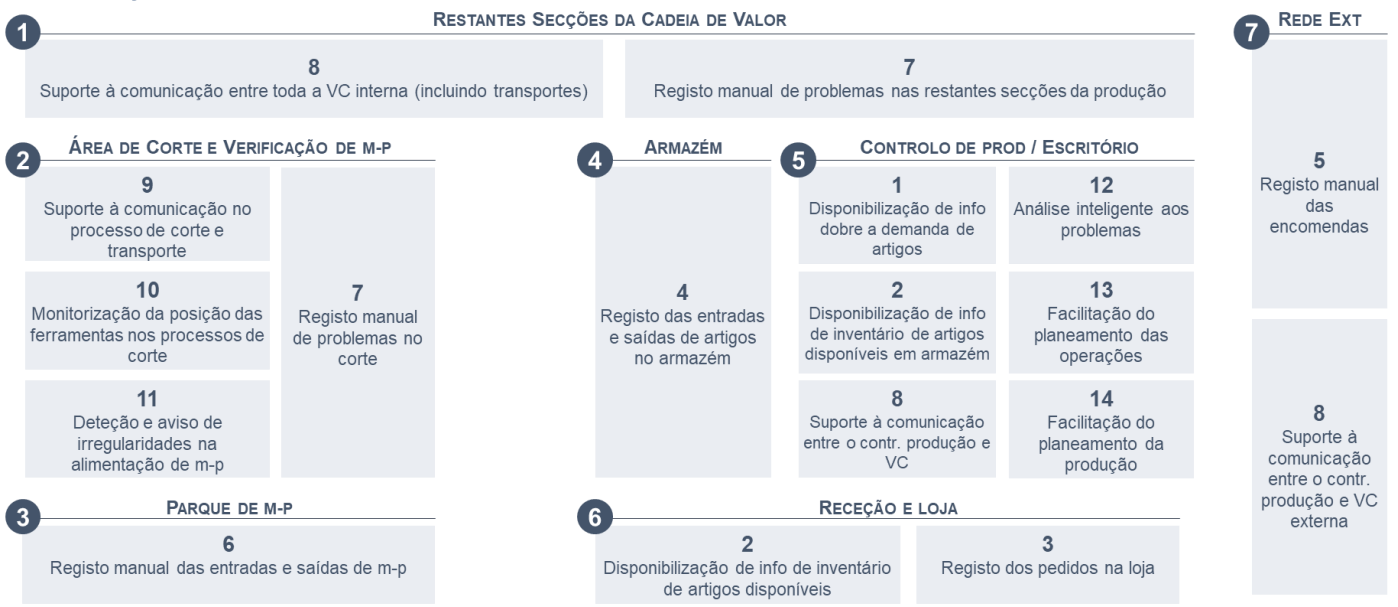 1
RESTANTES SECÇÕES DA CADEIA DE VALOR
8
Suporte à comunicação entre toda a VC interna (incluindo transportes)
7
Registo manual de problemas nas restantes secções da produção
2
ÁREA DE CORTE E VERIFICAÇÃO DE M-P
9
Suporte à comunicação no
processo de corte e
transporte
10
Monitorização da posição das
ferramentas nos processos de
corte
11
Deteção e aviso de
irregularidades na
alimentação de m-p
7
Registo manual
de problemas no
corte
3
PARQUE DE M-P
6
Registo manual das entradas e saídas de m-p
4
ARMAZÉM
4
Registo das entradas
e saídas de artigos
no armazém
5
CONTROLO DE PROD / ESCRITÓRIO
1
Disponibilização de info
dobre a demanda de
artigos
12
Análise inteligente aos
problemas
2
Disponibilização de info
de inventário de artigos
disponíveis em armazém
13
Facilitação do
planeamento das
operações
8
Suporte à comunicação
entre o contr. produção e
VC
14
Facilitação do
planeamento da
produção
6
RECEÇÃO E LOJA
2
Disponibilização de info de inventário
de artigos disponíveis
3
Registo dos pedidos na loja
7
REDE EXT
5
Registo manual
das
encomendas
8
Suporte à
comunicação
entre o contr.
produção e VC
externa